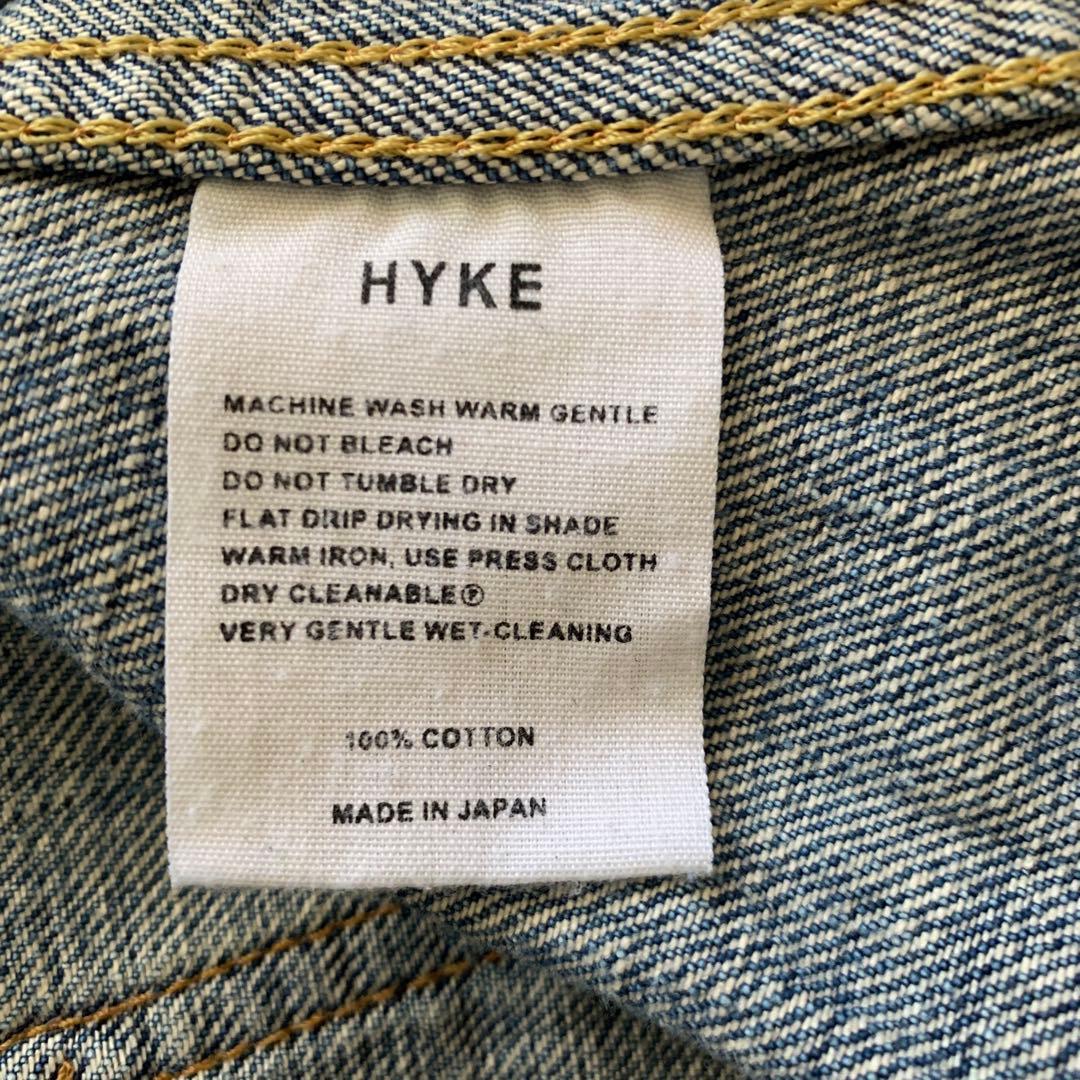 HYKE
MACHINE WASH WARM GENTLE
DO NOT BLEACH
DO NOT TUMBLE DRY
FLAT DRIP DRYING IN SHADE
WARM IRON, USE PRESS CLOTH
DRY CLEANABLE Ⓟ
VERY GENTLE WET-CLEANING
100% COTTON
MADE IN JAPAN